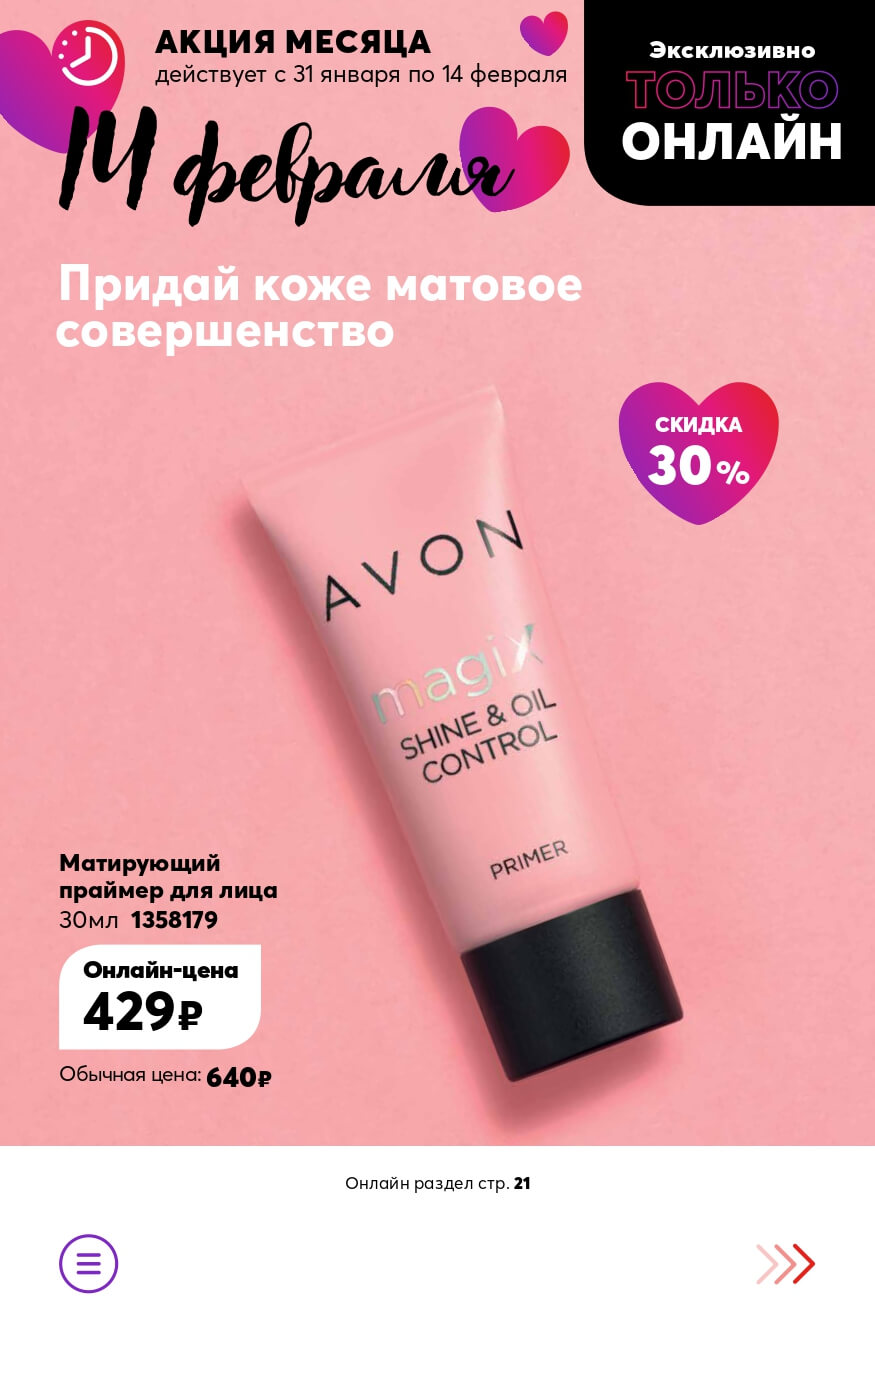 АКЦИЯ МЕСЯЦА
действует с 31 января по 14 февраля
14 февраля
Эксклюзивно
ТОЛЬКО
ОНЛАЙН
Придай коже матовое
совершенство
СКИДКА
30%
AVON
magix
SHINE & OIL
CONTROL
PRIMER
Матирующий
праймер для лица
30мл 1358179
Онлайн-цена
429₽
Обычная цена: 640₽
Онлайн раздел стр. 21